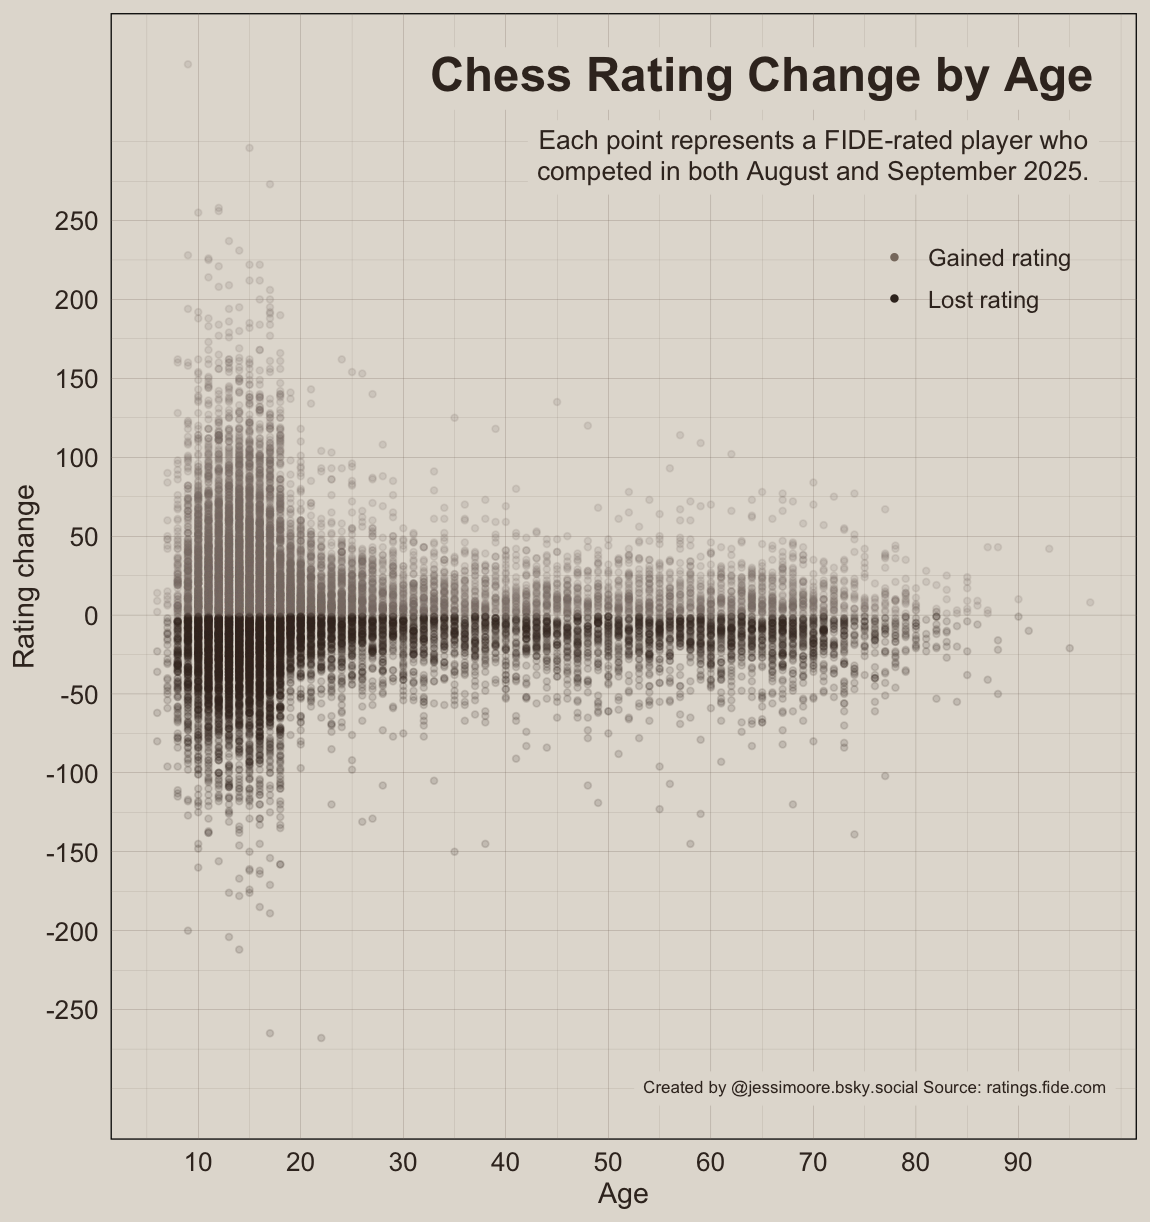 Chess Rating Change by Age
Each point represents a FIDE-rated player who
competed in both August and September 2025.
Gained rating
Lost rating
Rating change
250
200
150
100
50
0
-50
-100
-150
-200
-250
Created by @jessimoore.bsky.social Source: ratings.fide.com
10 20 30 40 50 60 70 80 90
Age